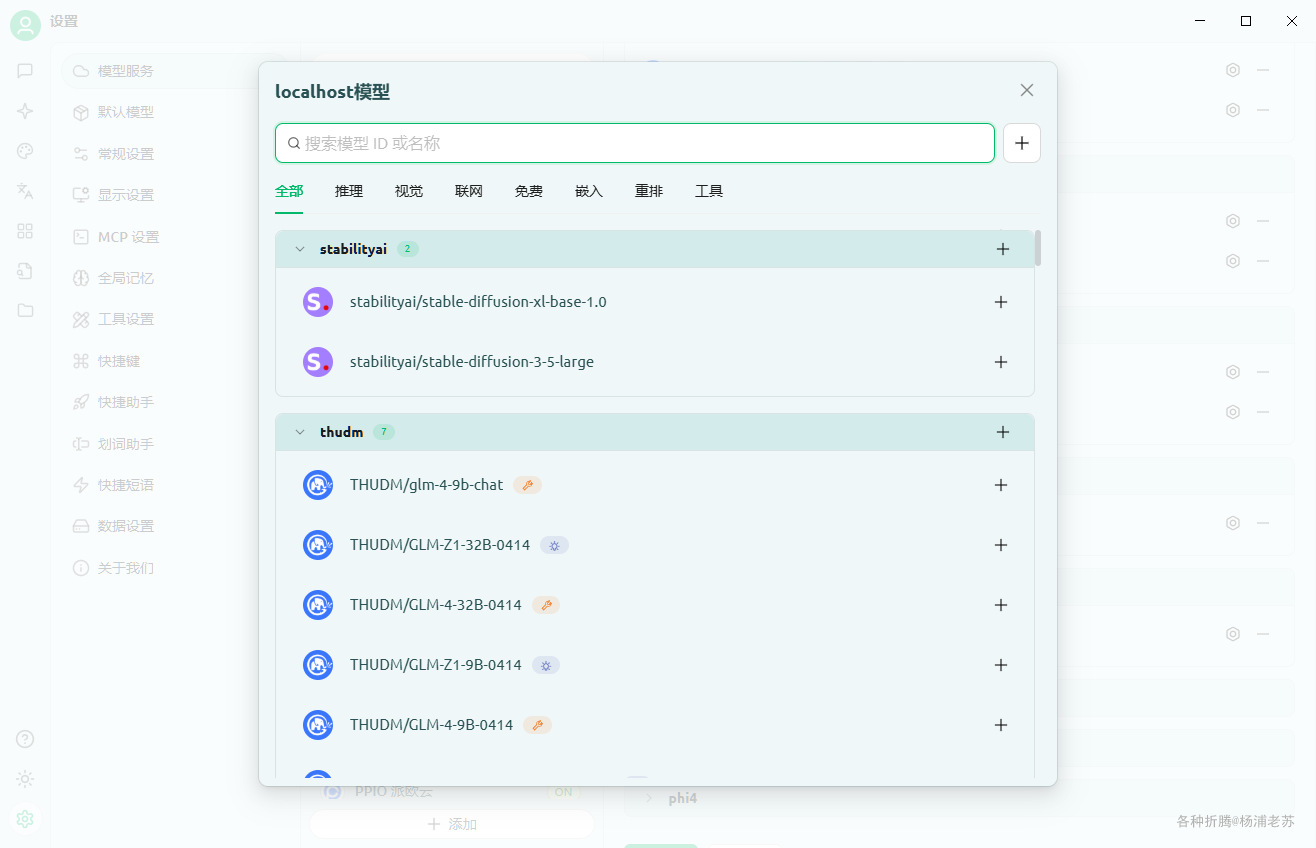 设置
模型服务
默认模型
常规设置
显示设置
MCP 设置
全局记忆
工具设置
快捷键
快捷助手
划词助手
快捷短语
数据设置
关于我们
localhost模型
搜索模型 ID 或名称
全部 推理 视觉 联网 免费 嵌入 重排 工具
stabilityai 2
stabilityai/stable-diffusion-xl-base-1.0
stabilityai/stable-diffusion-3-5-large
thudm 7
THUDM/glm-4-9b-chat
THUDM/GLM-Z1-32B-0414
THUDM/GLM-4-32B-0414
THUDM/GLM-Z1-9B-0414
THUDM/GLM-4-9B-0414
PPIO 派欧云 ON
添加
phi4
各种折腾@杨浦老苏